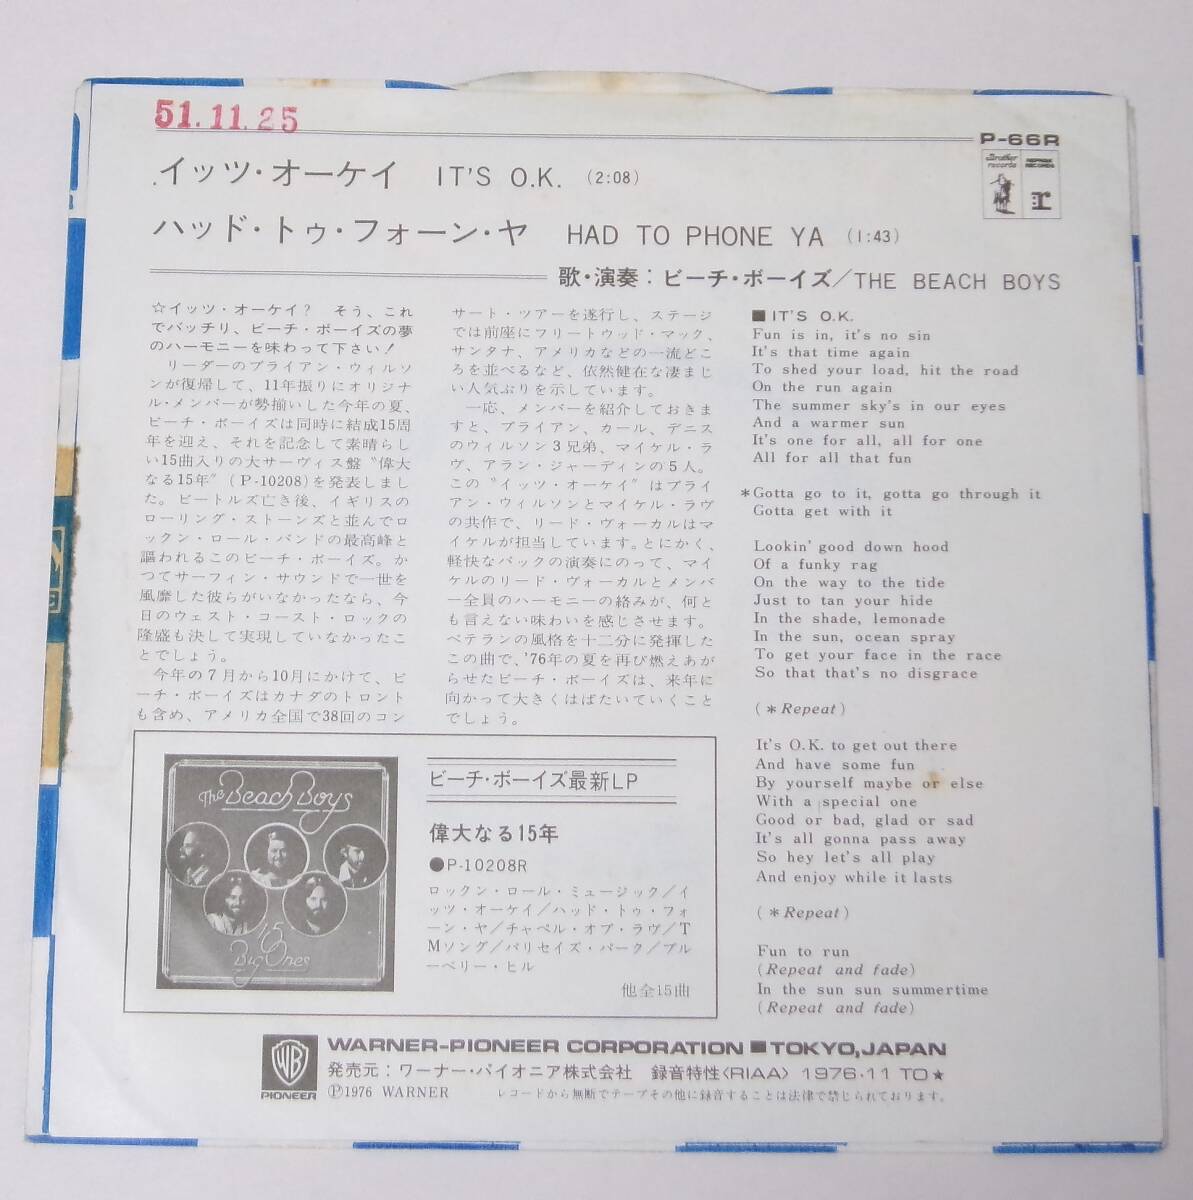 51.11.25
P-66R
Brother records
REPRISE RECORDS
r
イッツ・オーケイ IT'S O.K. (2:08)
ハッド・トゥ・フォーン・ヤ HAD TO PHONE YA (1:43)
歌・演奏：ビーチ・ボーイズ／THE BEACH BOYS
☆イッツ・オーケイ？ そう、これ
でバッチリ、ビーチ・ボーイズの夢
のハーモニーを味わって下さい！
リーダーのブライアン・ウィルソ
ンが復帰して、11年振りにオリジナ
ル・メンバーが勢揃いした今年の夏、
ビーチ・ボーイズは同時に結成15周
年を迎え、それを記念して素晴らし
い15曲入りの大サーヴィス盤〝偉大
なる15年〟(P-10208)を発表しまし
た。ビートルズ亡き後、イギリスの
ローリング・ストーンズと並んでロ
ックン・ロール・バンドの最高峰と
謳われるこのビーチ・ボーイズ。か
つてサーフィン・サウンドで一世を
風靡した彼らがいなかったなら、今
日のウェスト・コースト・ロックの
隆盛も決して実現していなかったこ
とでしょう。
今年の7月から10月にかけて、ビ
ーチ・ボーイズはカナダのトロント
も含め、アメリカ全国で38回のコン
サート・ツアーを遂行し、ステージ
では前座にフリートウッド・マック、
サンタナ、アメリカなどの一流どこ
ろを並べるなど、依然健在な凄まじ
い人気ぶりを示しています。
一応、メンバーを紹介しておきま
すと、ブライアン、カール、デニス
のウィルソン3兄弟、マイケル・ラ
ヴ、アラン・ジャーディンの5人。
この〝イッツ・オーケイ〟はブライ
アン・ウィルソンとマイケル・ラヴ
の共作で、リード・ヴォーカルはマ
イケルが担当しています。とにかく、
軽快なバックの演奏にのって、マイ
ケルのリード・ヴォーカルとメンバ
ー全員のハーモニーの絡みが、何と
も言えない味わいを感じさせます。
ベテランの風格を十二分に発揮した
この曲で、'76年の夏を再び燃えあが
らせたビーチ・ボーイズは、来年に
向かって大きくはばたいていくこと
でしょう。
■IT'S O.K.
Fun is in, it's no sin
It's that time again
To shed your load, hit the road
On the run again
The summer sky's in our eyes
And a warmer sun
It's one for all, all for one
All for all that fun
*Gotta go to it, gotta go through it
Gotta get with it
Lookin' good down hood
Of a funky rag
On the way to the tide
Just to tan your hide
In the shade, lemonade
In the sun, ocean spray
To get your face in the race
So that that's no disgrace
(*Repeat)
It's O.K. to get out there
And have some fun
By yourself maybe or else
With a special one
Good or bad, glad or sad
It's all gonna pass away
So hey let's all play
And enjoy while it lasts
(*Repeat)
Fun to run
(Repeat and fade)
In the sun sun summertime
(Repeat and fade)
The Beach Boys
15 Big Ones
ビーチ・ボーイズ最新LP
偉大なる15年
●P-10208R
ロックン・ロール・ミュージック／イ
ッツ・オーケイ／ハッド・トゥ・フォ
ーン・ヤ／チャペル・オブ・ラヴ／T
Mソング／パリセイズ・パーク／ブル
ーベリー・ヒル
他全15曲
WB
PIONEER
WARNER-PIONEER CORPORATION ■ TOKYO, JAPAN
発売元：ワーナー・パイオニア株式会社 録音特性〈RIAA〉1976・11 TO★
Ⓟ1976 WARNER レコードから無断でテープその他に録音することは法律で禁じられております。